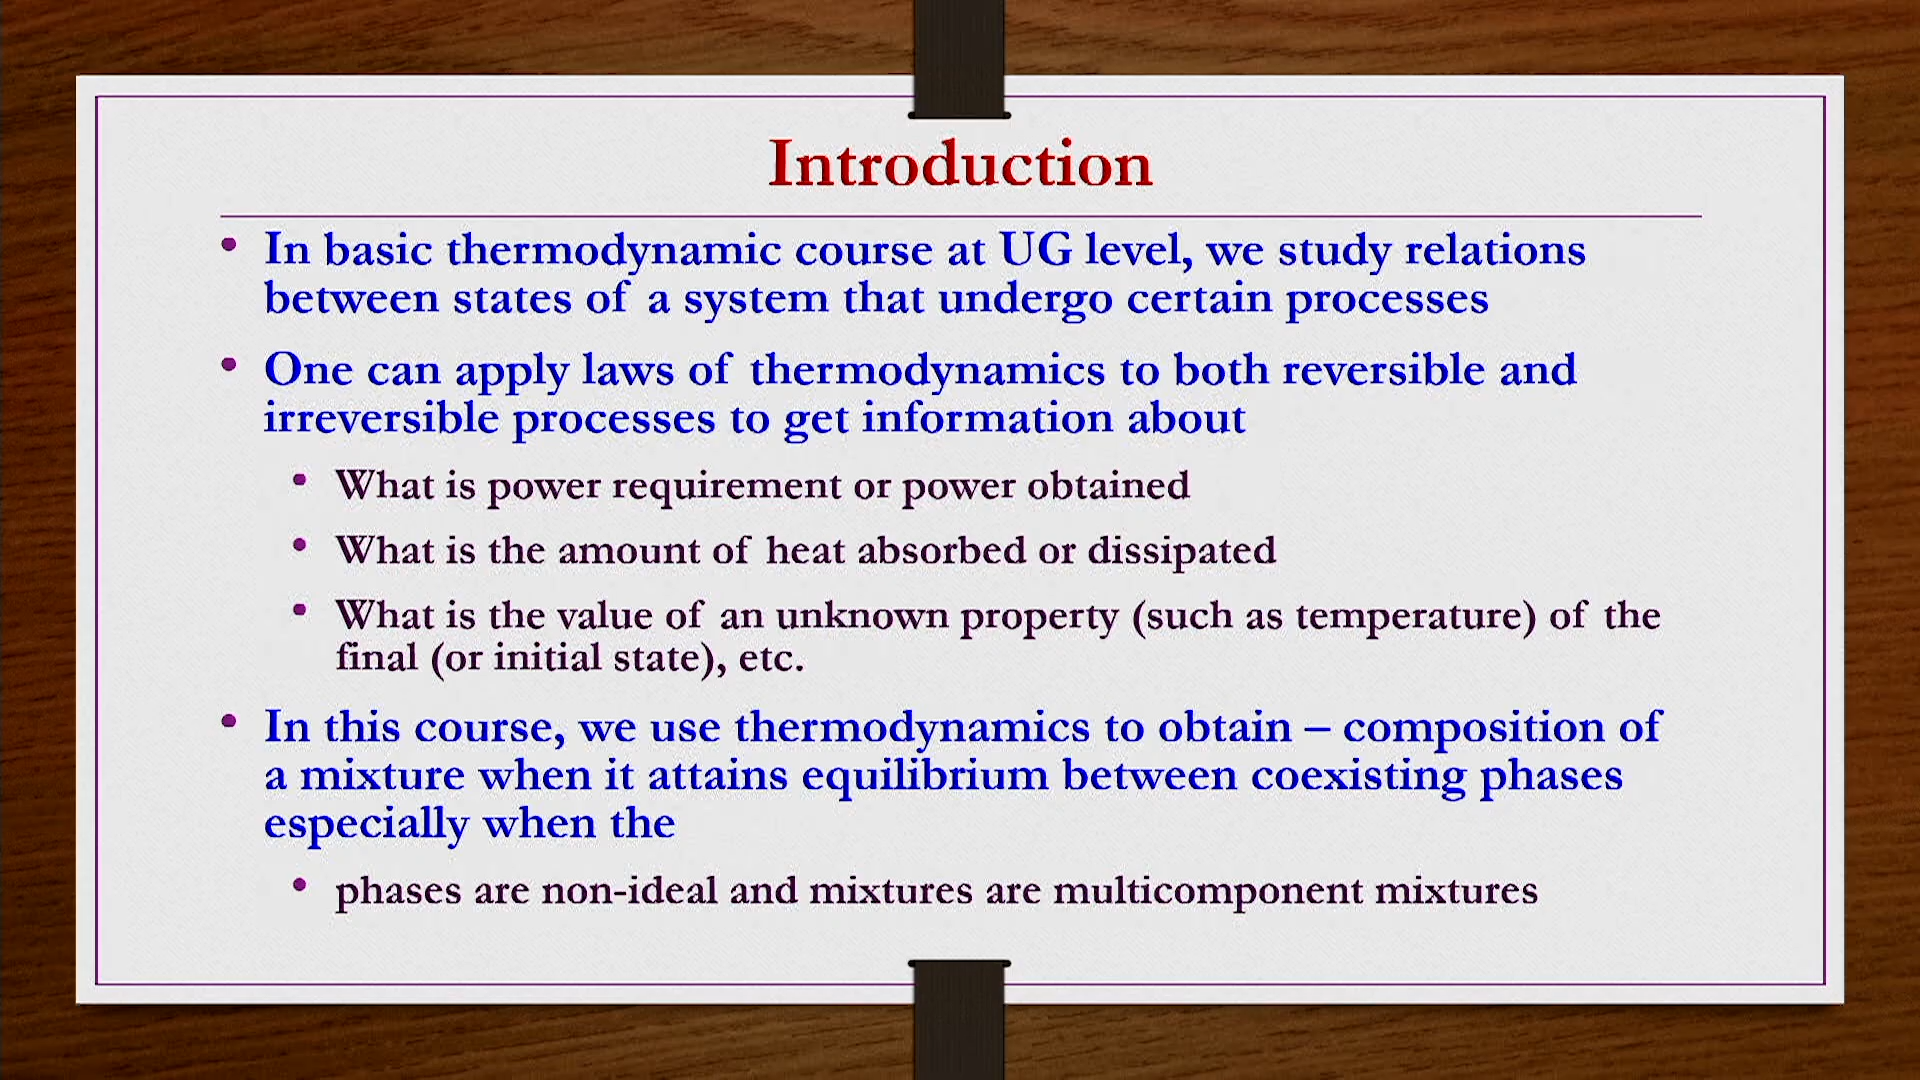 Introduction
• In basic thermodynamic course at UG level, we study relations
between states of a system that undergo certain processes
• One can apply laws of thermodynamics to both reversible and
irreversible processes to get information about
• What is power requirement or power obtained
• What is the amount of heat absorbed or dissipated
• What is the value of an unknown property (such as temperature) of the
final (or initial state), etc.
• In this course, we use thermodynamics to obtain – composition of
a mixture when it attains equilibrium between coexisting phases
especially when the
• phases are non-ideal and mixtures are multicomponent mixtures